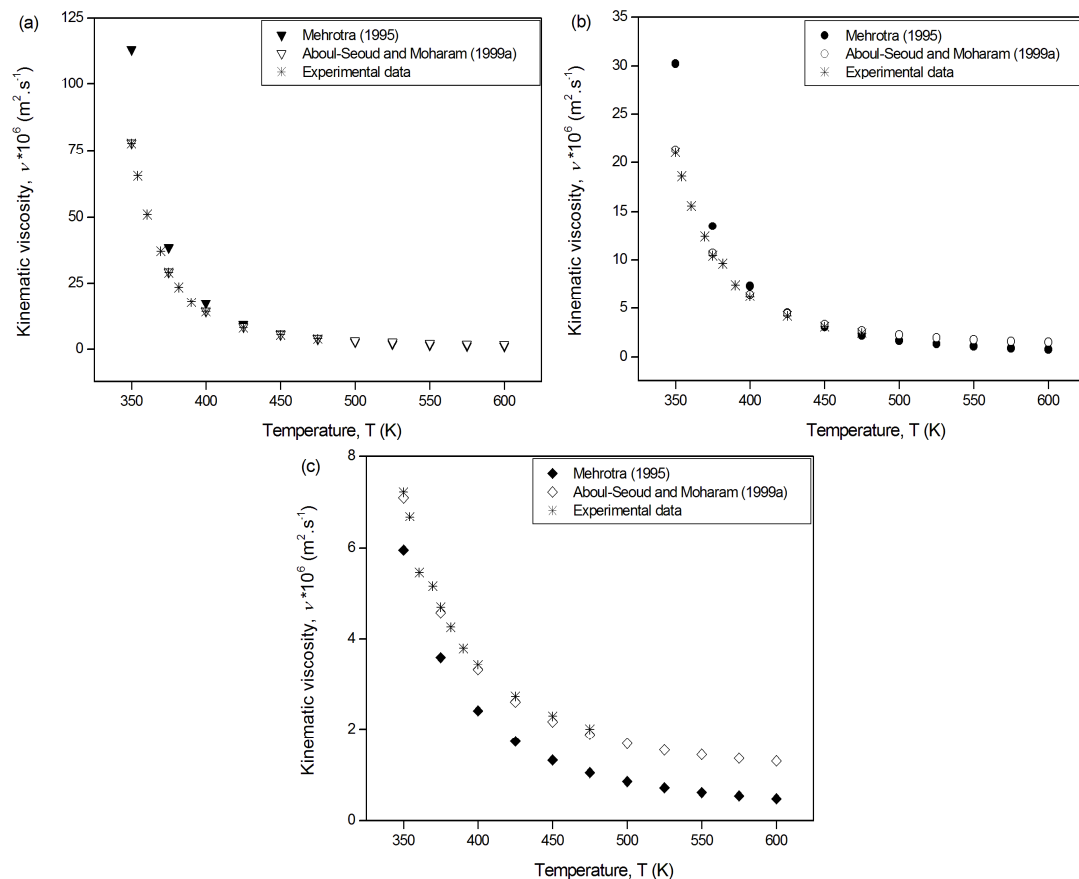 (a)
125
100
75
50
25
0
Kinematic viscosity, ν*10⁶ (m².s⁻¹)
▼ Mehrotra (1995)
▽ Aboul-Seoud and Moharam (1999a)
✳ Experimental data
350 400 450 500 550 600
Temperature, T (K)
(b)
35
30
25
20
15
10
5
0
Kinematic viscosity, ν*10⁶ (m².s⁻¹)
● Mehrotra (1995)
○ Aboul-Seoud and Moharam (1999a)
✳ Experimental data
350 400 450 500 550 600
Temperature, T (K)
(c)
8
6
4
2
0
Kinematic viscosity, ν*10⁶ (m².s⁻¹)
◆ Mehrotra (1995)
◇ Aboul-Seoud and Moharam (1999a)
✳ Experimental data
350 400 450 500 550 600
Temperature, T (K)